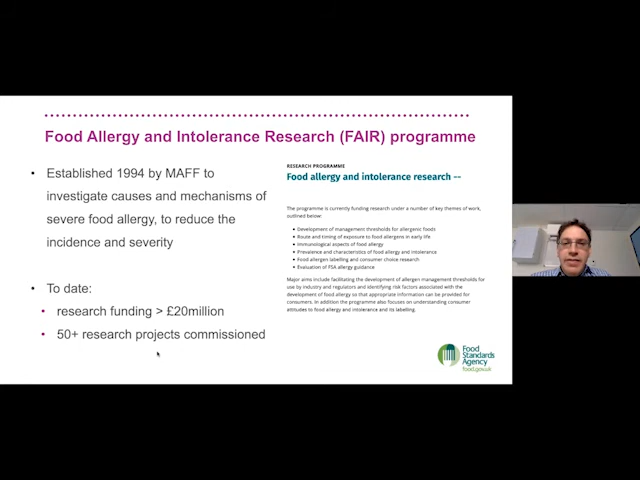 Food Allergy and Intolerance Research (FAIR) programme
• Established 1994 by MAFF to
investigate causes and mechanisms of
severe food allergy, to reduce the
incidence and severity
• To date:
• research funding > £20million
• 50+ research projects commissioned
RESEARCH PROGRAMME
Food allergy and intolerance research --
The programme is currently funding research under a number of key themes of work,
outlined below:
• Development of management thresholds for allergenic foods
• Route and timing of exposure to food allergens in early life
• Immunological aspects of food allergy
• Prevalence and characteristics of food allergy and intolerance
• Food allergen labelling and consumer choice research
• Evaluation of FSA allergy guidance
Major aims include facilitating the development of allergen management thresholds for
use by industry and regulators and identifying risk factors associated with the
development of food allergy so that appropriate information can be provided for
consumers. In addition the programme also focuses on understanding consumer
attitudes to food allergy and intolerance and its labelling.
Food
Standards
Agency
food.gov.uk